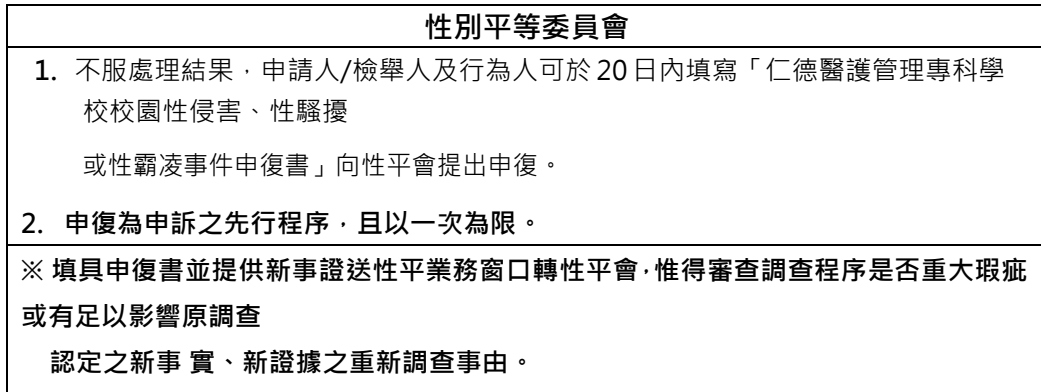 性別平等委員會
1. 不服處理結果，申請人/檢舉人及行為人可於 20 日內填寫「仁德醫護管理專科學
校校園性侵害、性騷擾
或性霸凌事件申復書」向性平會提出申復。
2. 申復為申訴之先行程序，且以一次為限。
※ 填具申復書並提供新事證送性平業務窗口轉性平會，惟得審查調查程序是否重大瑕疵
或有足以影響原調查
認定之新事 實、新證據之重新調查事由。